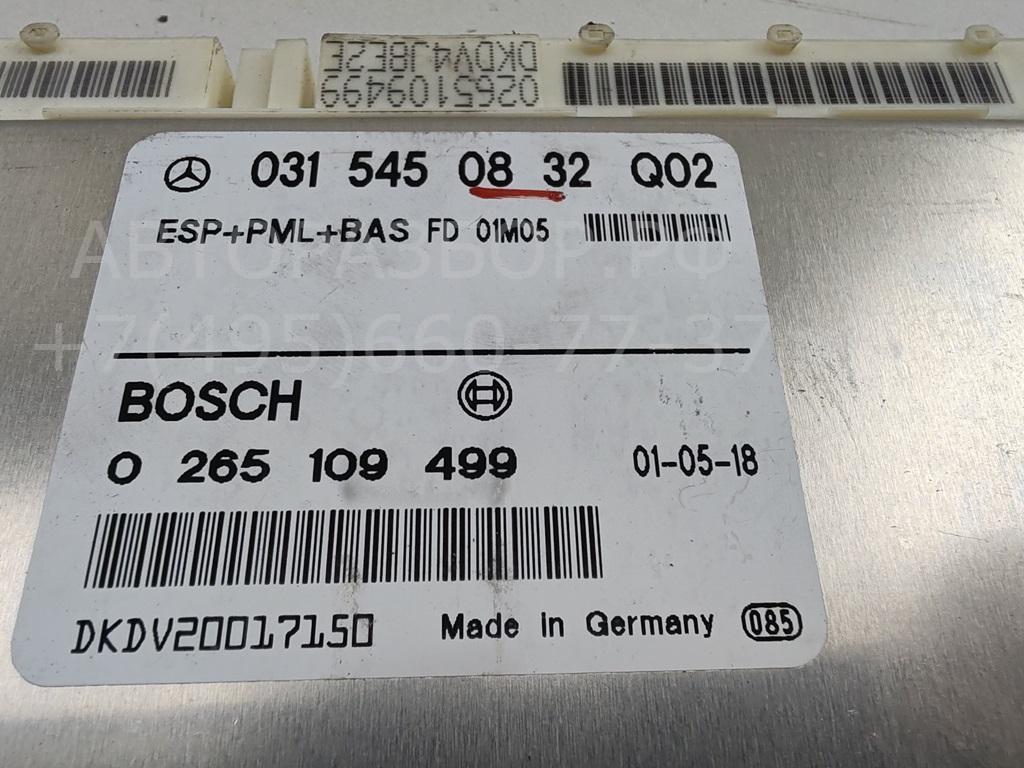 DKDV4J8E2E
0265109499
031 545 08 32 Q02
ESP+PML+BAS FD 01M05
АВТОРАЗБОР.РФ
+7(495)660-77-37
BOSCH
0 265 109 499 01-05-18
DKDV20017150 Made in Germany 085